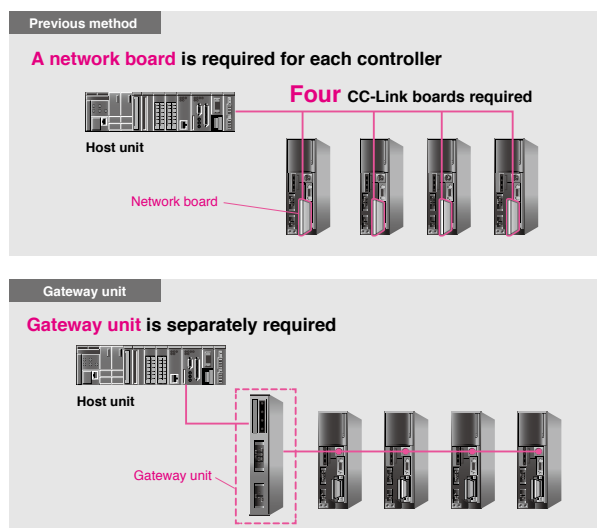 Previous method
A network board is required for each controller
Four CC-Link boards required
Host unit
Network board
Gateway unit
Gateway unit is separately required
Host unit
Gateway unit